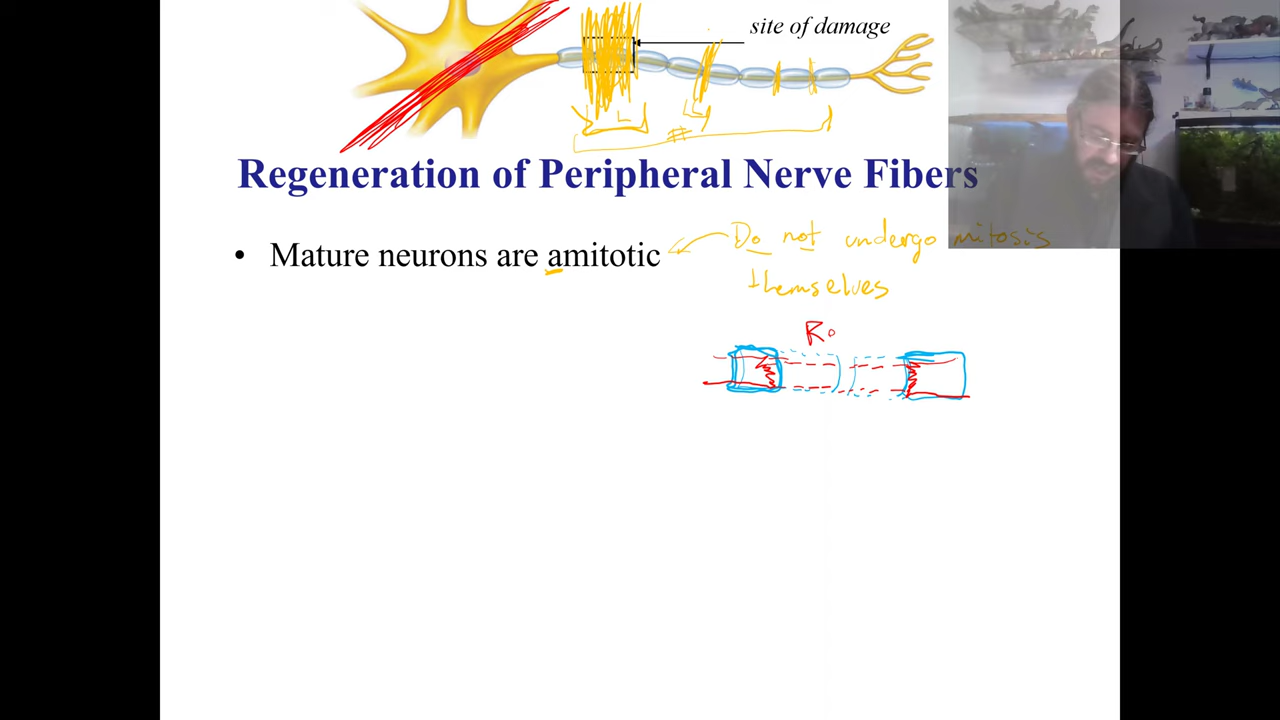 site of damage
Regeneration of Peripheral Nerve Fibers
• Mature neurons are amitotic
Do not undergo mitosis
themselves